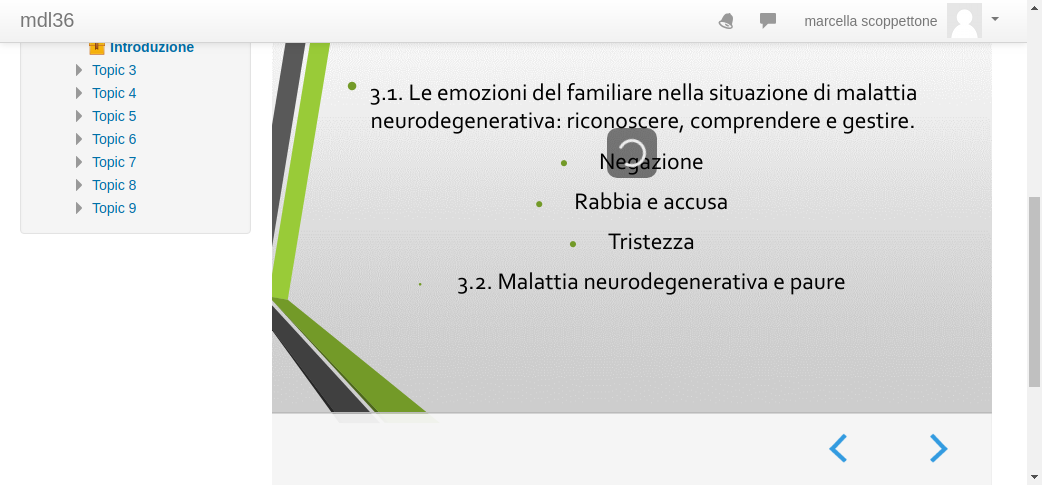 mdl36
marcella scoppettone
Introduzione
Topic 3
Topic 4
Topic 5
Topic 6
Topic 7
Topic 8
Topic 9
3.1. Le emozioni del familiare nella situazione di malattia
neurodegenerativa: riconoscere, comprendere e gestire.
Negazione
Rabbia e accusa
Tristezza
3.2. Malattia neurodegenerativa e paure